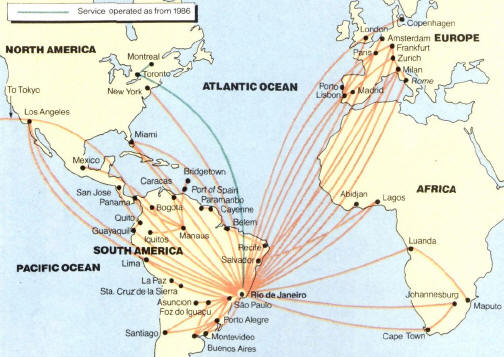 Service operated as from 1986
Copenhagen
London
Amsterdam
EUROPE
NORTH AMERICA
Frankfurt
Paris
Montreal
Zurich
Toronto
Milan
ATLANTIC OCEAN
Rome
To Tokyo
New York
Porto
Madrid
Lisbon
Los Angeles
Miami
Mexico
Bridgetown
Caracas
San Jose
Port of Spain
AFRICA
Panama
Paramaribo
Abidjan
Lagos
Bogota
Cayenne
Quito
Belem
Guayaquil
Iquitos
Manaus
Luanda
SOUTH AMERICA
Recife
Lima
Salvador
PACIFIC OCEAN
La Paz
Sta. Cruz de la Sierra
Rio de Janeiro
Johannesburg
Asuncion
São Paulo
Maputo
Foz do Iguaçu
Porto Alegre
Santiago
Montevideo
Cape Town
Buenos Aires